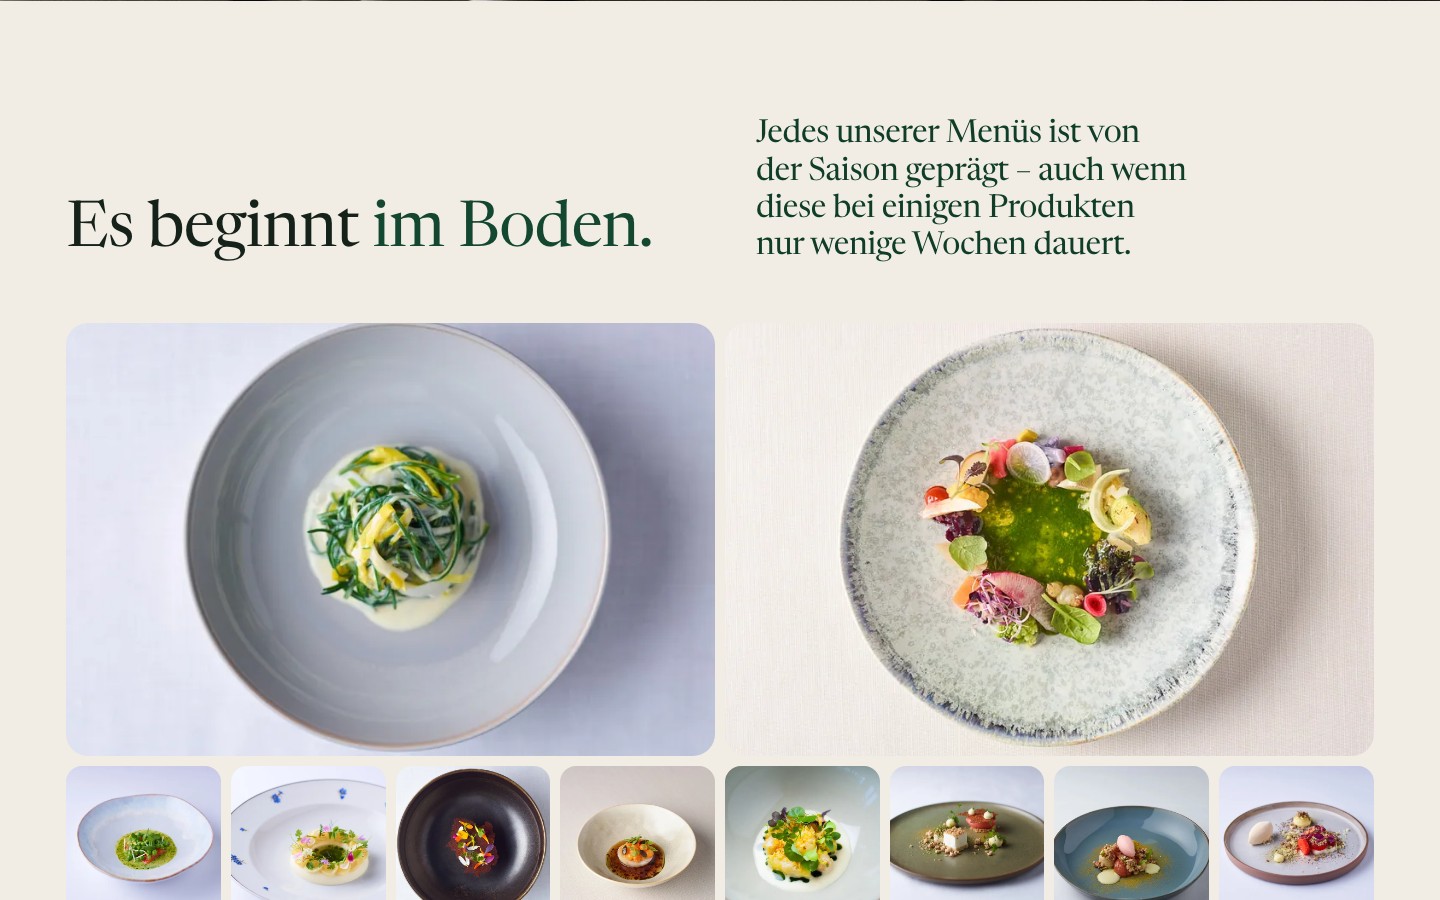 Es beginnt im Boden.
Jedes unserer Menüs ist von
der Saison geprägt – auch wenn
diese bei einigen Produkten
nur wenige Wochen dauert.